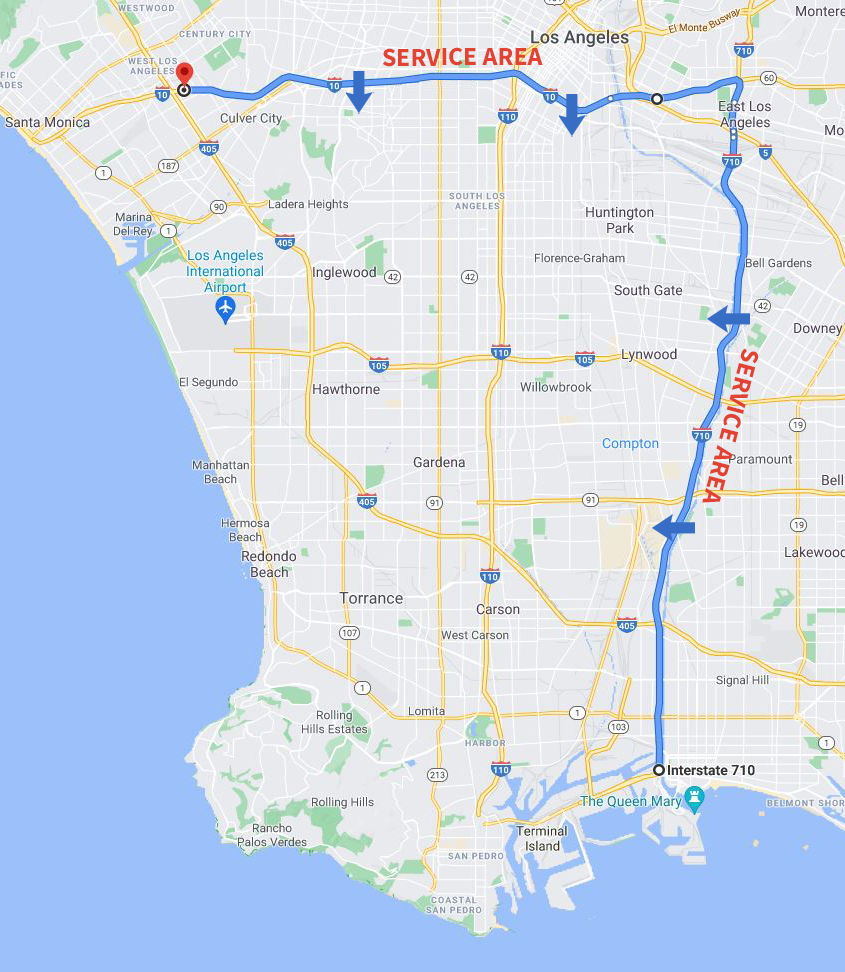 WESTWOOD
CENTURY CITY
Los Angeles
El Monte Busway
Montere
710
SERVICE AREA
WEST LOS
ANGELES
FIC
ADES
10
10
10
60
Santa Monica
Culver City
110
East Los
Angeles
Mo
405
710
5
187
1
90
Ladera Heights
SOUTH LOS
ANGELES
Huntington
Park
Marina
Del Rey
1
405
Los Angeles
International
Airport
Inglewood
42
42
Florence-Graham
Bell Gardens
South Gate
42
Downey
110
105
105
Lynwood
El Segundo
Hawthorne
Willowbrook
SERVICE AREA
19
710
Compton
Paramount
Gardena
Manhattan
Beach
Bell
405
91
91
Hermosa
Beach
19
Redondo
Beach
Lakewood
110
Torrance
Carson
107
West Carson
405
Signal Hill
1
Lomita
1
Rolling
Hills Estates
103
HARBOR
1
110
Interstate 710
213
The Queen Mary
BELMONT SHOR
Rolling Hills
Rancho
Palos Verdes
Terminal
Island
SAN PEDRO
COASTAL
SAN PEDRO